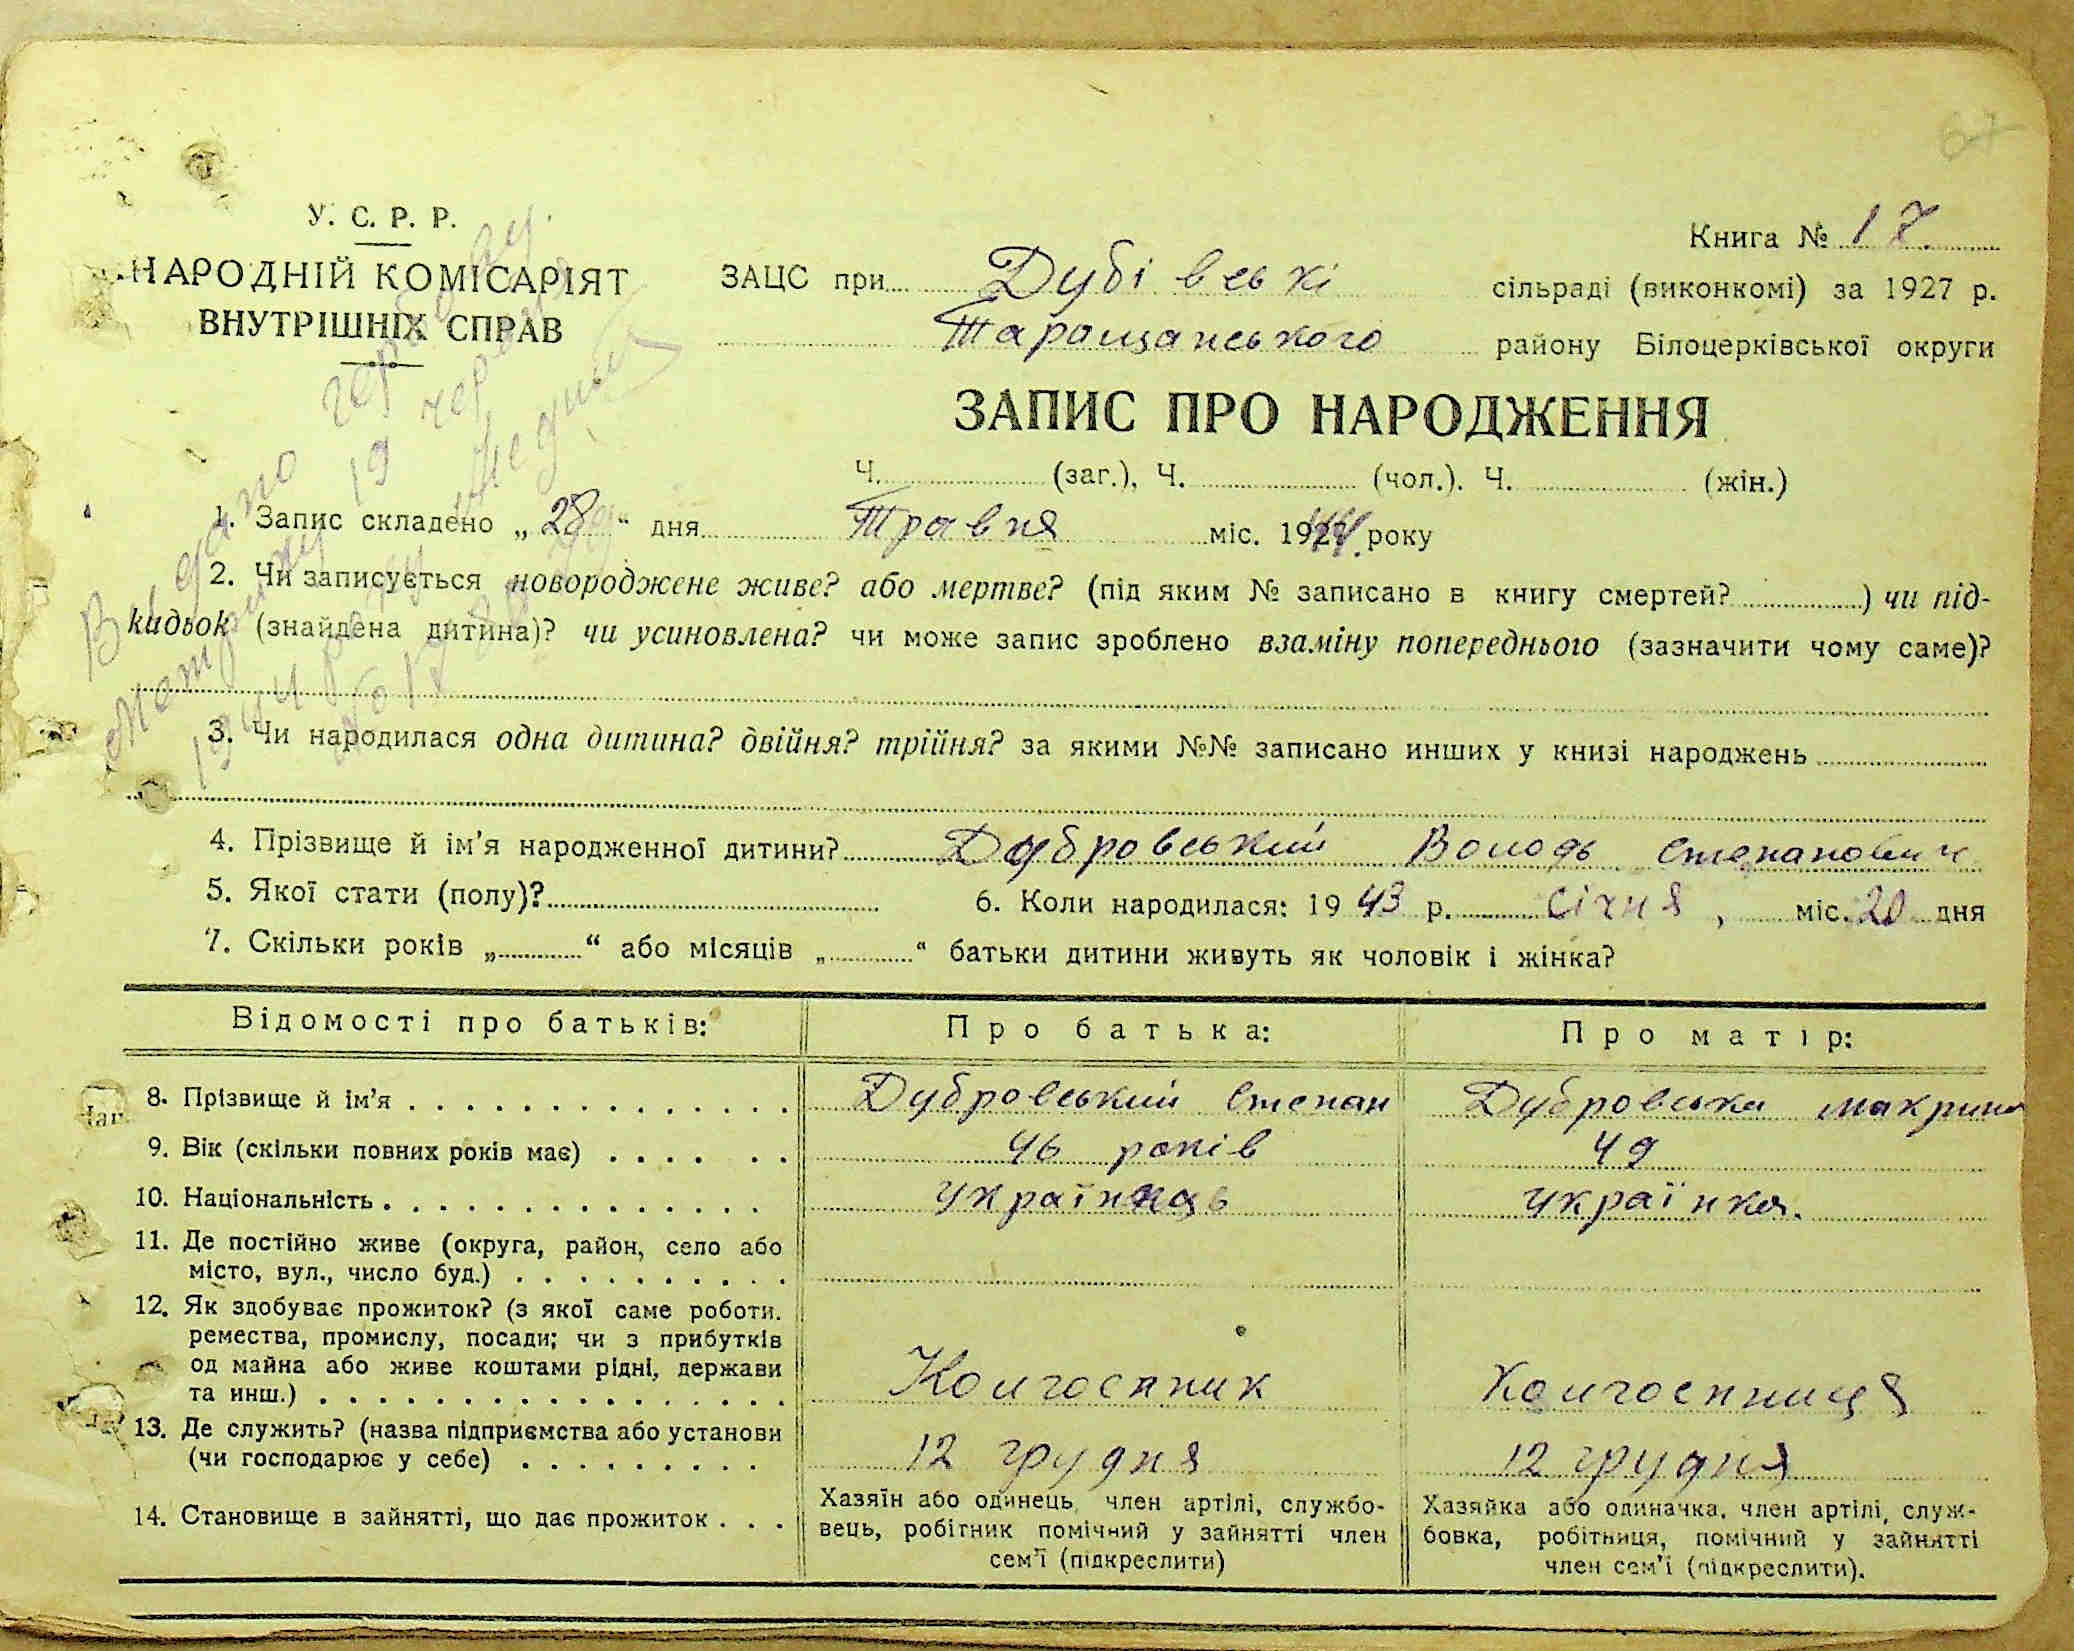 67
У. С. Р. Р.
НАРОДНІЙ КОМІСАРІЯТ
ВНУТРІШНІХ СПРАВ
Книга № 17.
ЗАЦС при Дубівські сільраді (виконкомі) за 1927 р.
Таращанського району Білоцерківської округи
ЗАПИС ПРО НАРОДЖЕННЯ
Ч. (заг.), Ч. (чол.). Ч. (жін.)
Видано
19
1. Запис складено „28“ дня Травня міс. 1944 року
2. Чи записується новороджене живе? або мертве? (під яким № записано в книгу смертей? ) чи під-
кидьок (знайдена дитина)? чи усиновлена? чи може запис зроблено взаміну попереднього (зазначити чому саме)?
3. Чи народилася одна дитина? двійня? трійня? за якими №№ записано инших у книзі народжень
4. Прізвище й ім'я народженної дитини? Дубровський Володь Степанович
5. Якої стати (полу)? 6. Коли народилася: 1943 р. Січня, міс. 20 дня
7. Скільки років „ “ або місяців „ “ батьки дитини живуть як чоловік і жінка?
Відомості про батьків: Про батька: Про матір:
8. Прізвище й ім'я Дубровський Степан Дубровська Макрина
9. Вік (скільки повних років має) 46 років 49
10. Національність українець українка.
11. Де постійно живе (округа, район, село або
місто, вул., число буд.)
12. Як здобуває прожиток? (з якої саме роботи.
ремества, промислу, посади; чи з прибутків
од майна або живе коштами рідні, держави
та инш.) Колгоспник Колгоспниця
13. Де служить? (назва підприємства або установи
(чи господарює у себе) 12 грудня 12 грудня
14. Становище в зайнятті, що дає прожиток
Хазяїн або одинець, член артілі, службо-
вець, робітник помічний у зайнятті член
сем'ї (підкреслити)
Хазяйка або одиначка, член артілі, служ-
бовка, робітниця, помічний у зайнятті
член сем'ї (підкреслити).